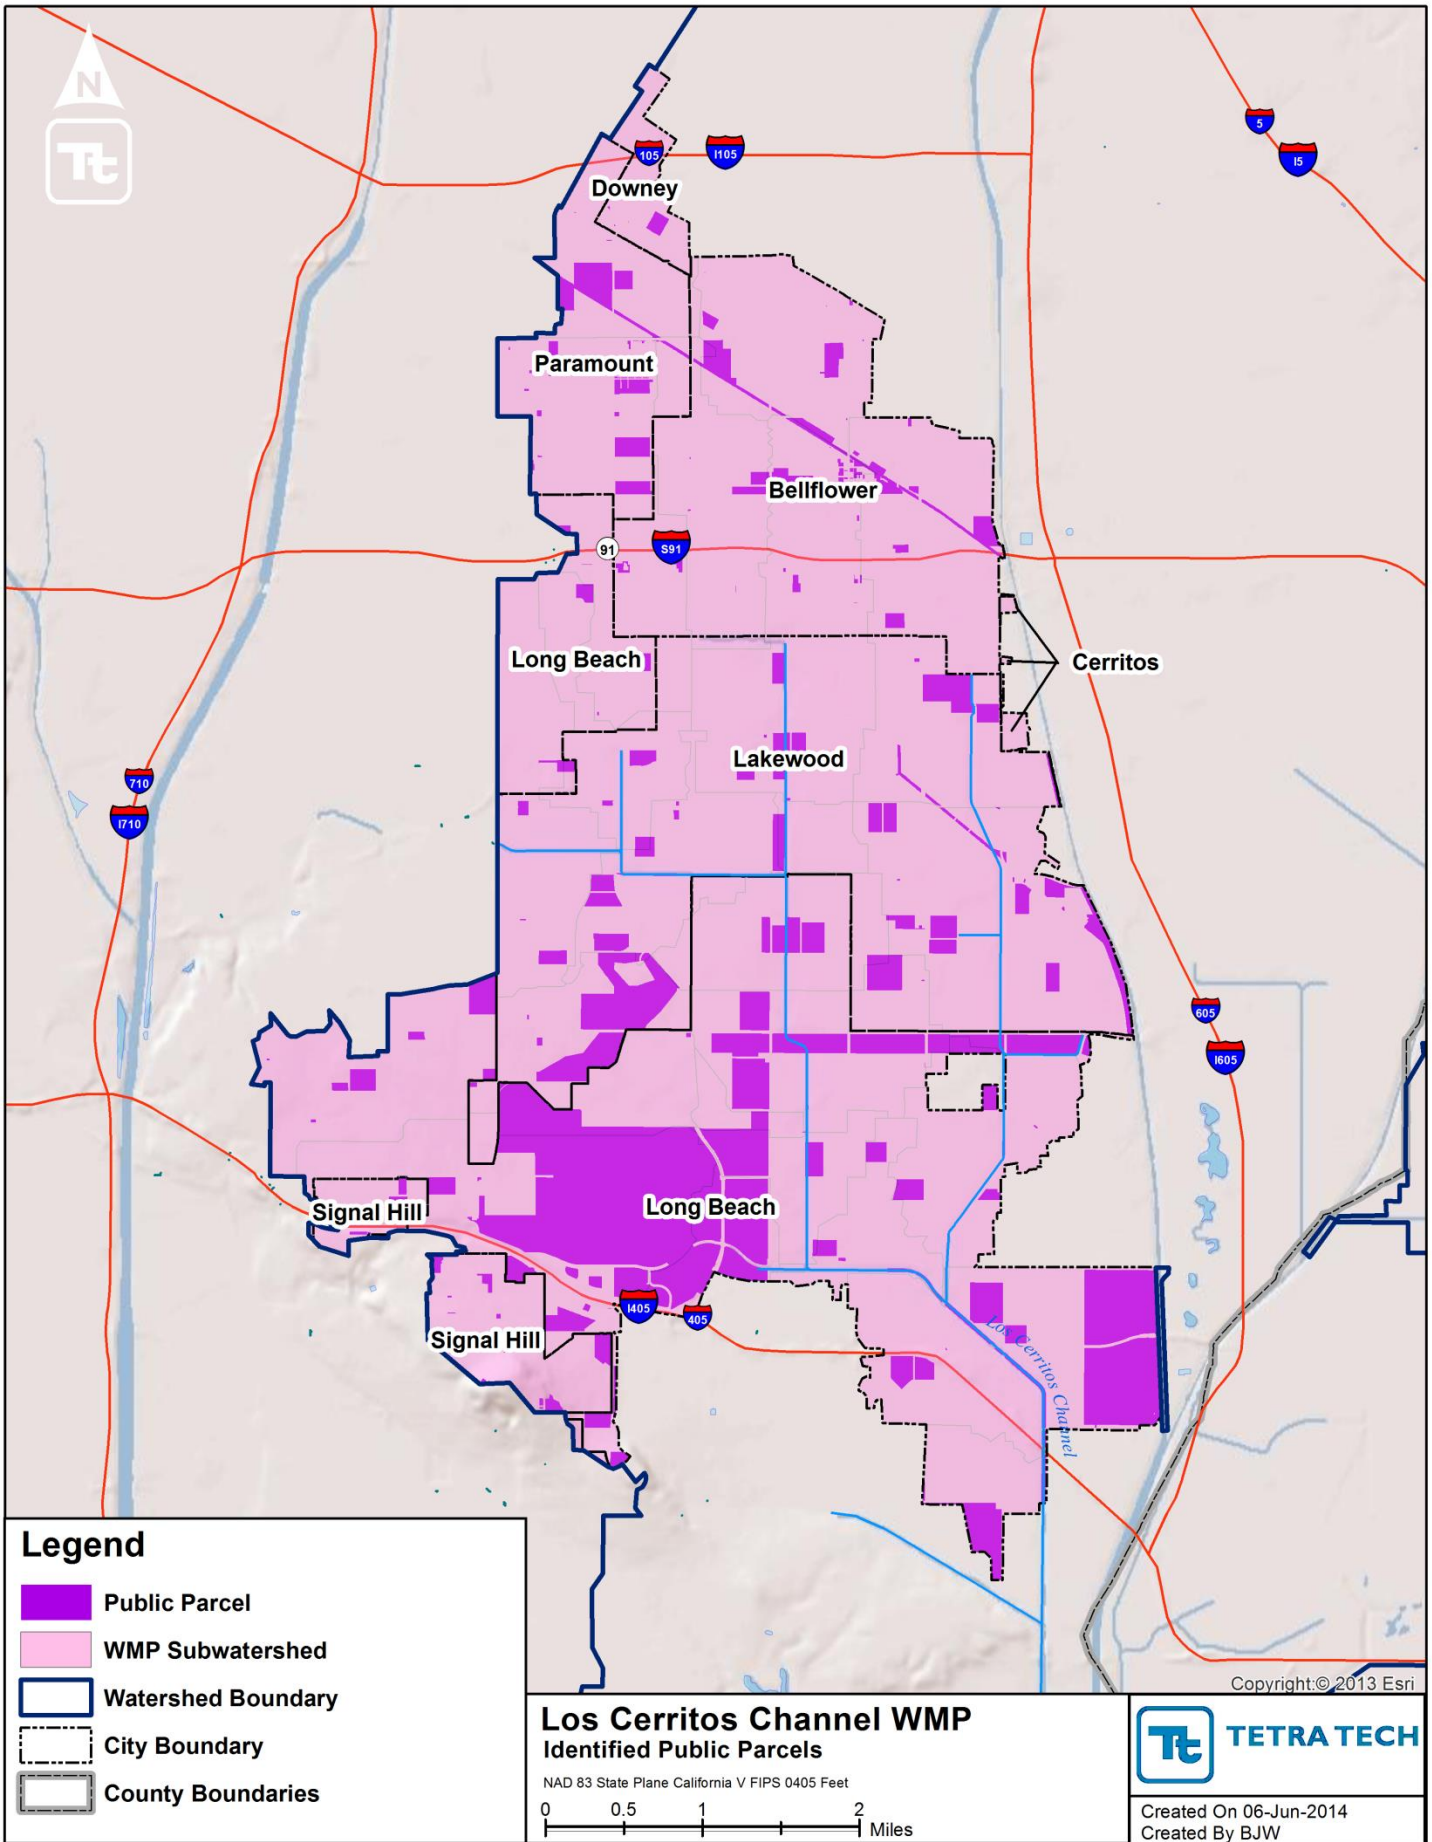 N
Tt
105
I105
5
I5
Downey
Paramount
Bellflower
91
S91
Long Beach
Cerritos
Lakewood
710
I710
605
I605
Long Beach
Signal Hill
I405
405
Signal Hill
Los Cerritos Channel
Copyright:© 2013 Esri
Legend
Public Parcel
WMP Subwatershed
Watershed Boundary
City Boundary
County Boundaries
Los Cerritos Channel WMP
Identified Public Parcels
NAD 83 State Plane California V FIPS 0405 Feet
0 0.5 1 2
Miles
Tt TETRA TECH
Created On 06-Jun-2014
Created By BJW